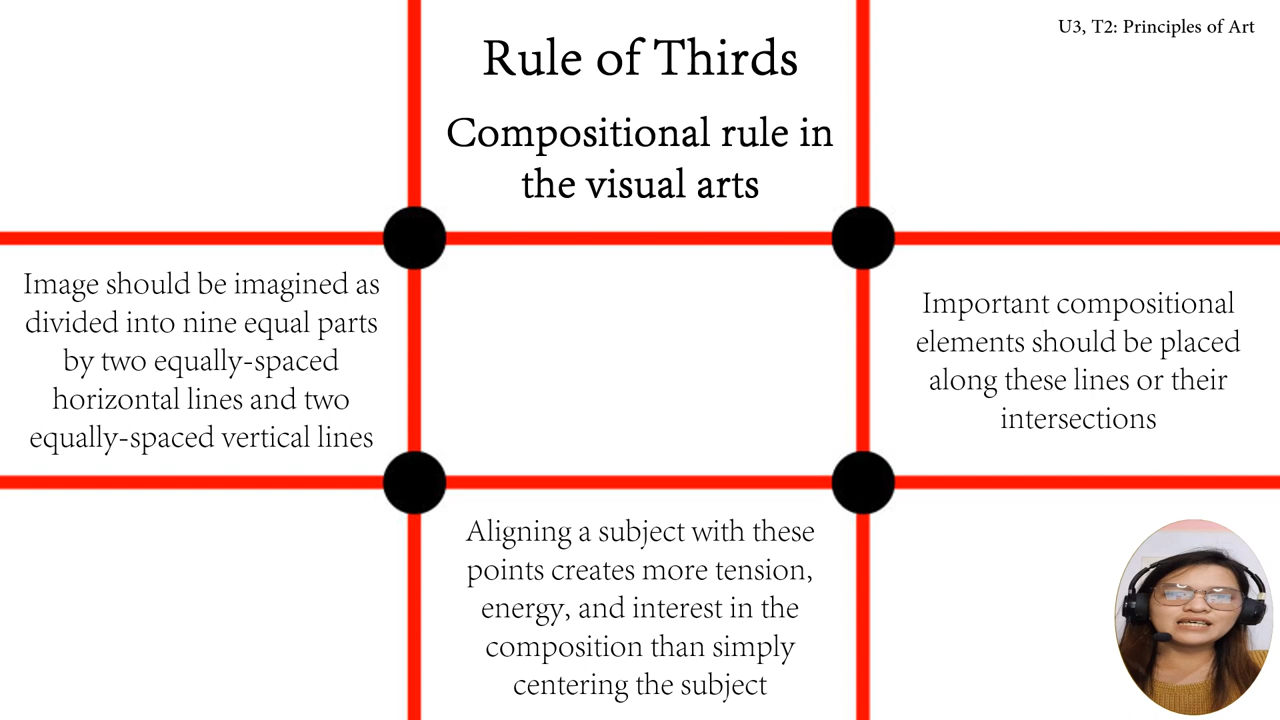 U3, T2: Principles of Art
Rule of Thirds
Compositional rule in
the visual arts
Image should be imagined as
divided into nine equal parts
by two equally-spaced
horizontal lines and two
equally-spaced vertical lines
Important compositional
elements should be placed
along these lines or their
intersections
Aligning a subject with these
points creates more tension,
energy, and interest in the
composition than simply
centering the subject